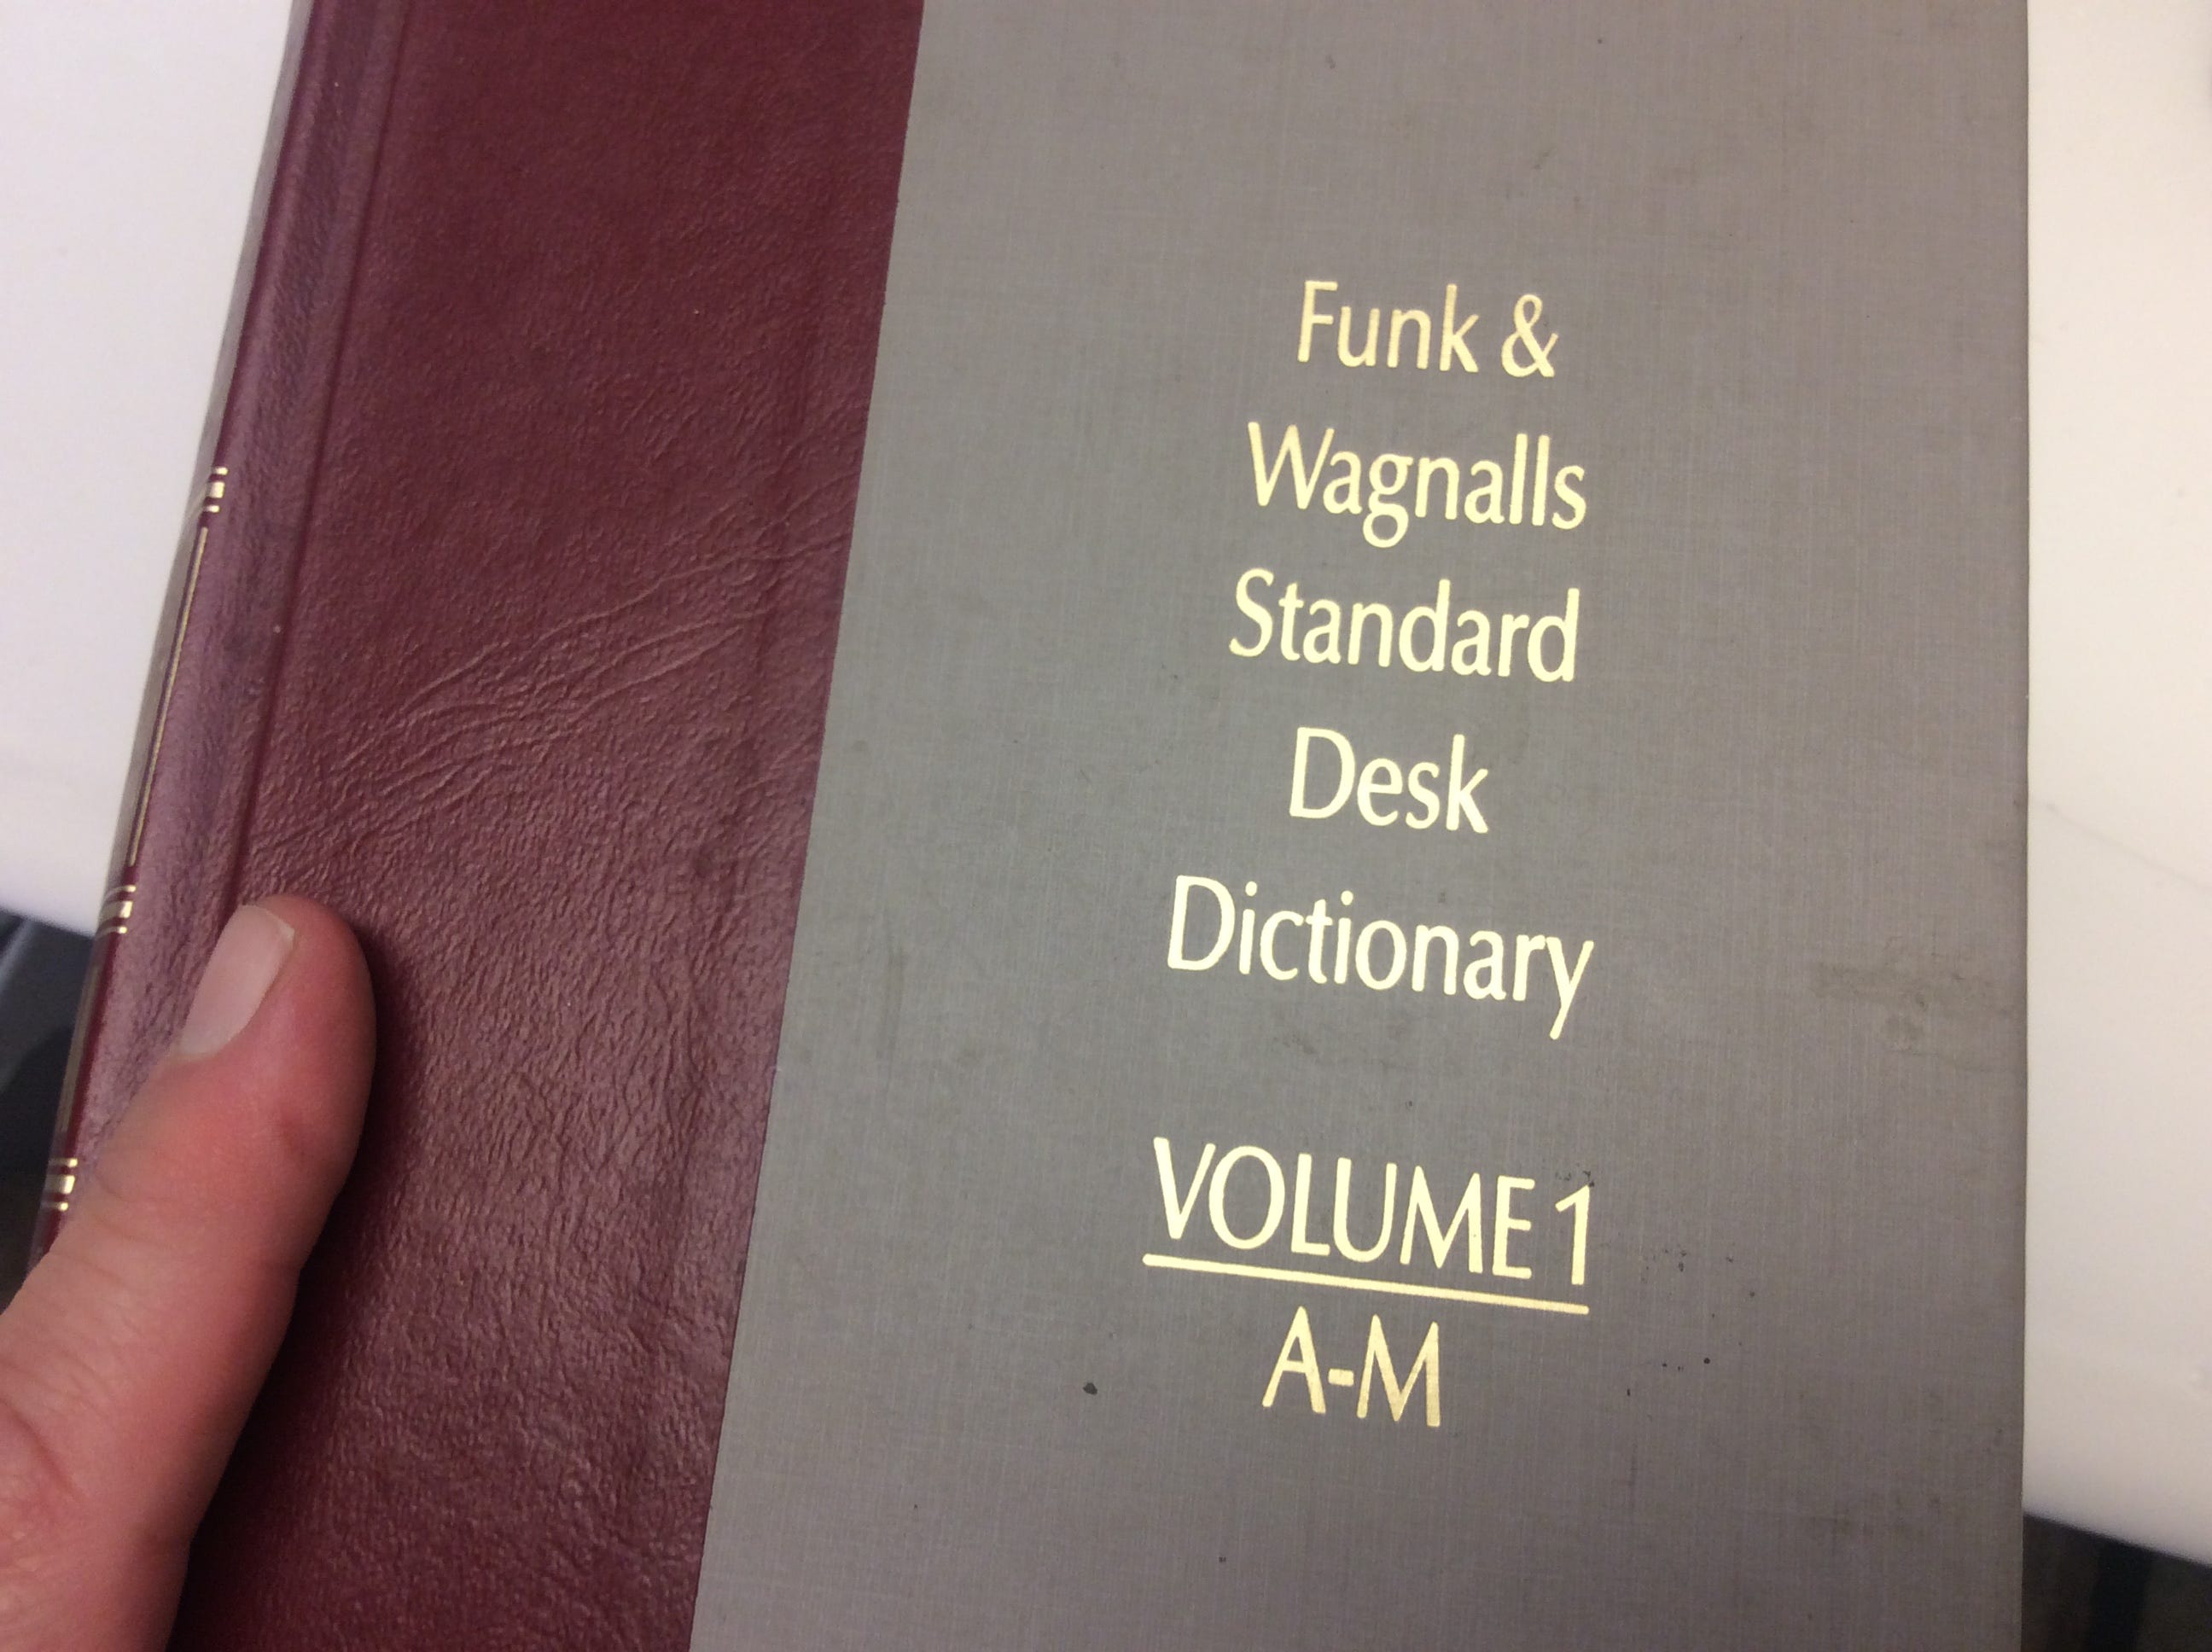 Funk &
Wagnalls
Standard
Desk
Dictionary
VOLUME 1
A-M